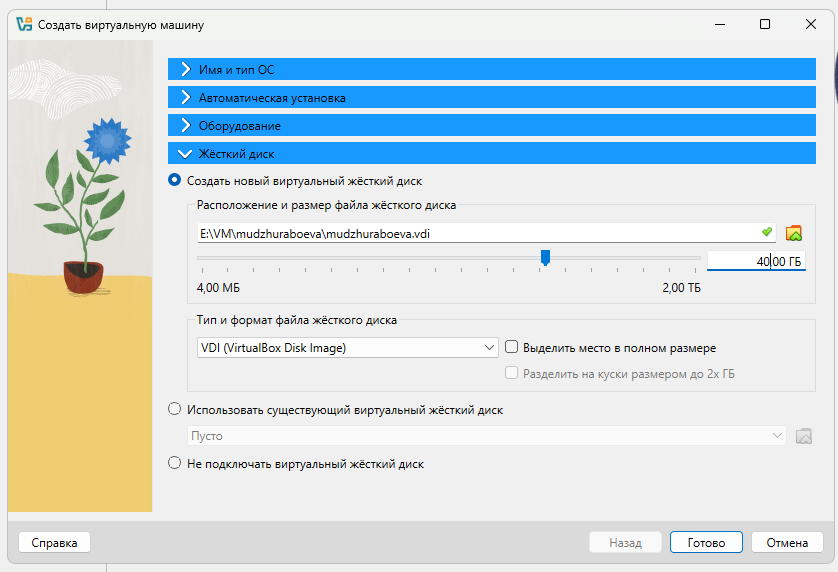 Создать виртуальную машину
Имя и тип ОС
Автоматическая установка
Оборудование
Жёсткий диск
Создать новый виртуальный жёсткий диск
Расположение и размер файла жёсткого диска
E:\VM\mudzhuraboeva\mudzhuraboeva.vdi
40,00 ГБ
4,00 МБ
2,00 ТБ
Тип и формат файла жёсткого диска
VDI (VirtualBox Disk Image)
Выделить место в полном размере
Разделить на куски размером до 2х ГБ
Использовать существующий виртуальный жёсткий диск
Пусто
Не подключать виртуальный жёсткий диск
Справка
Назад
Готово
Отмена